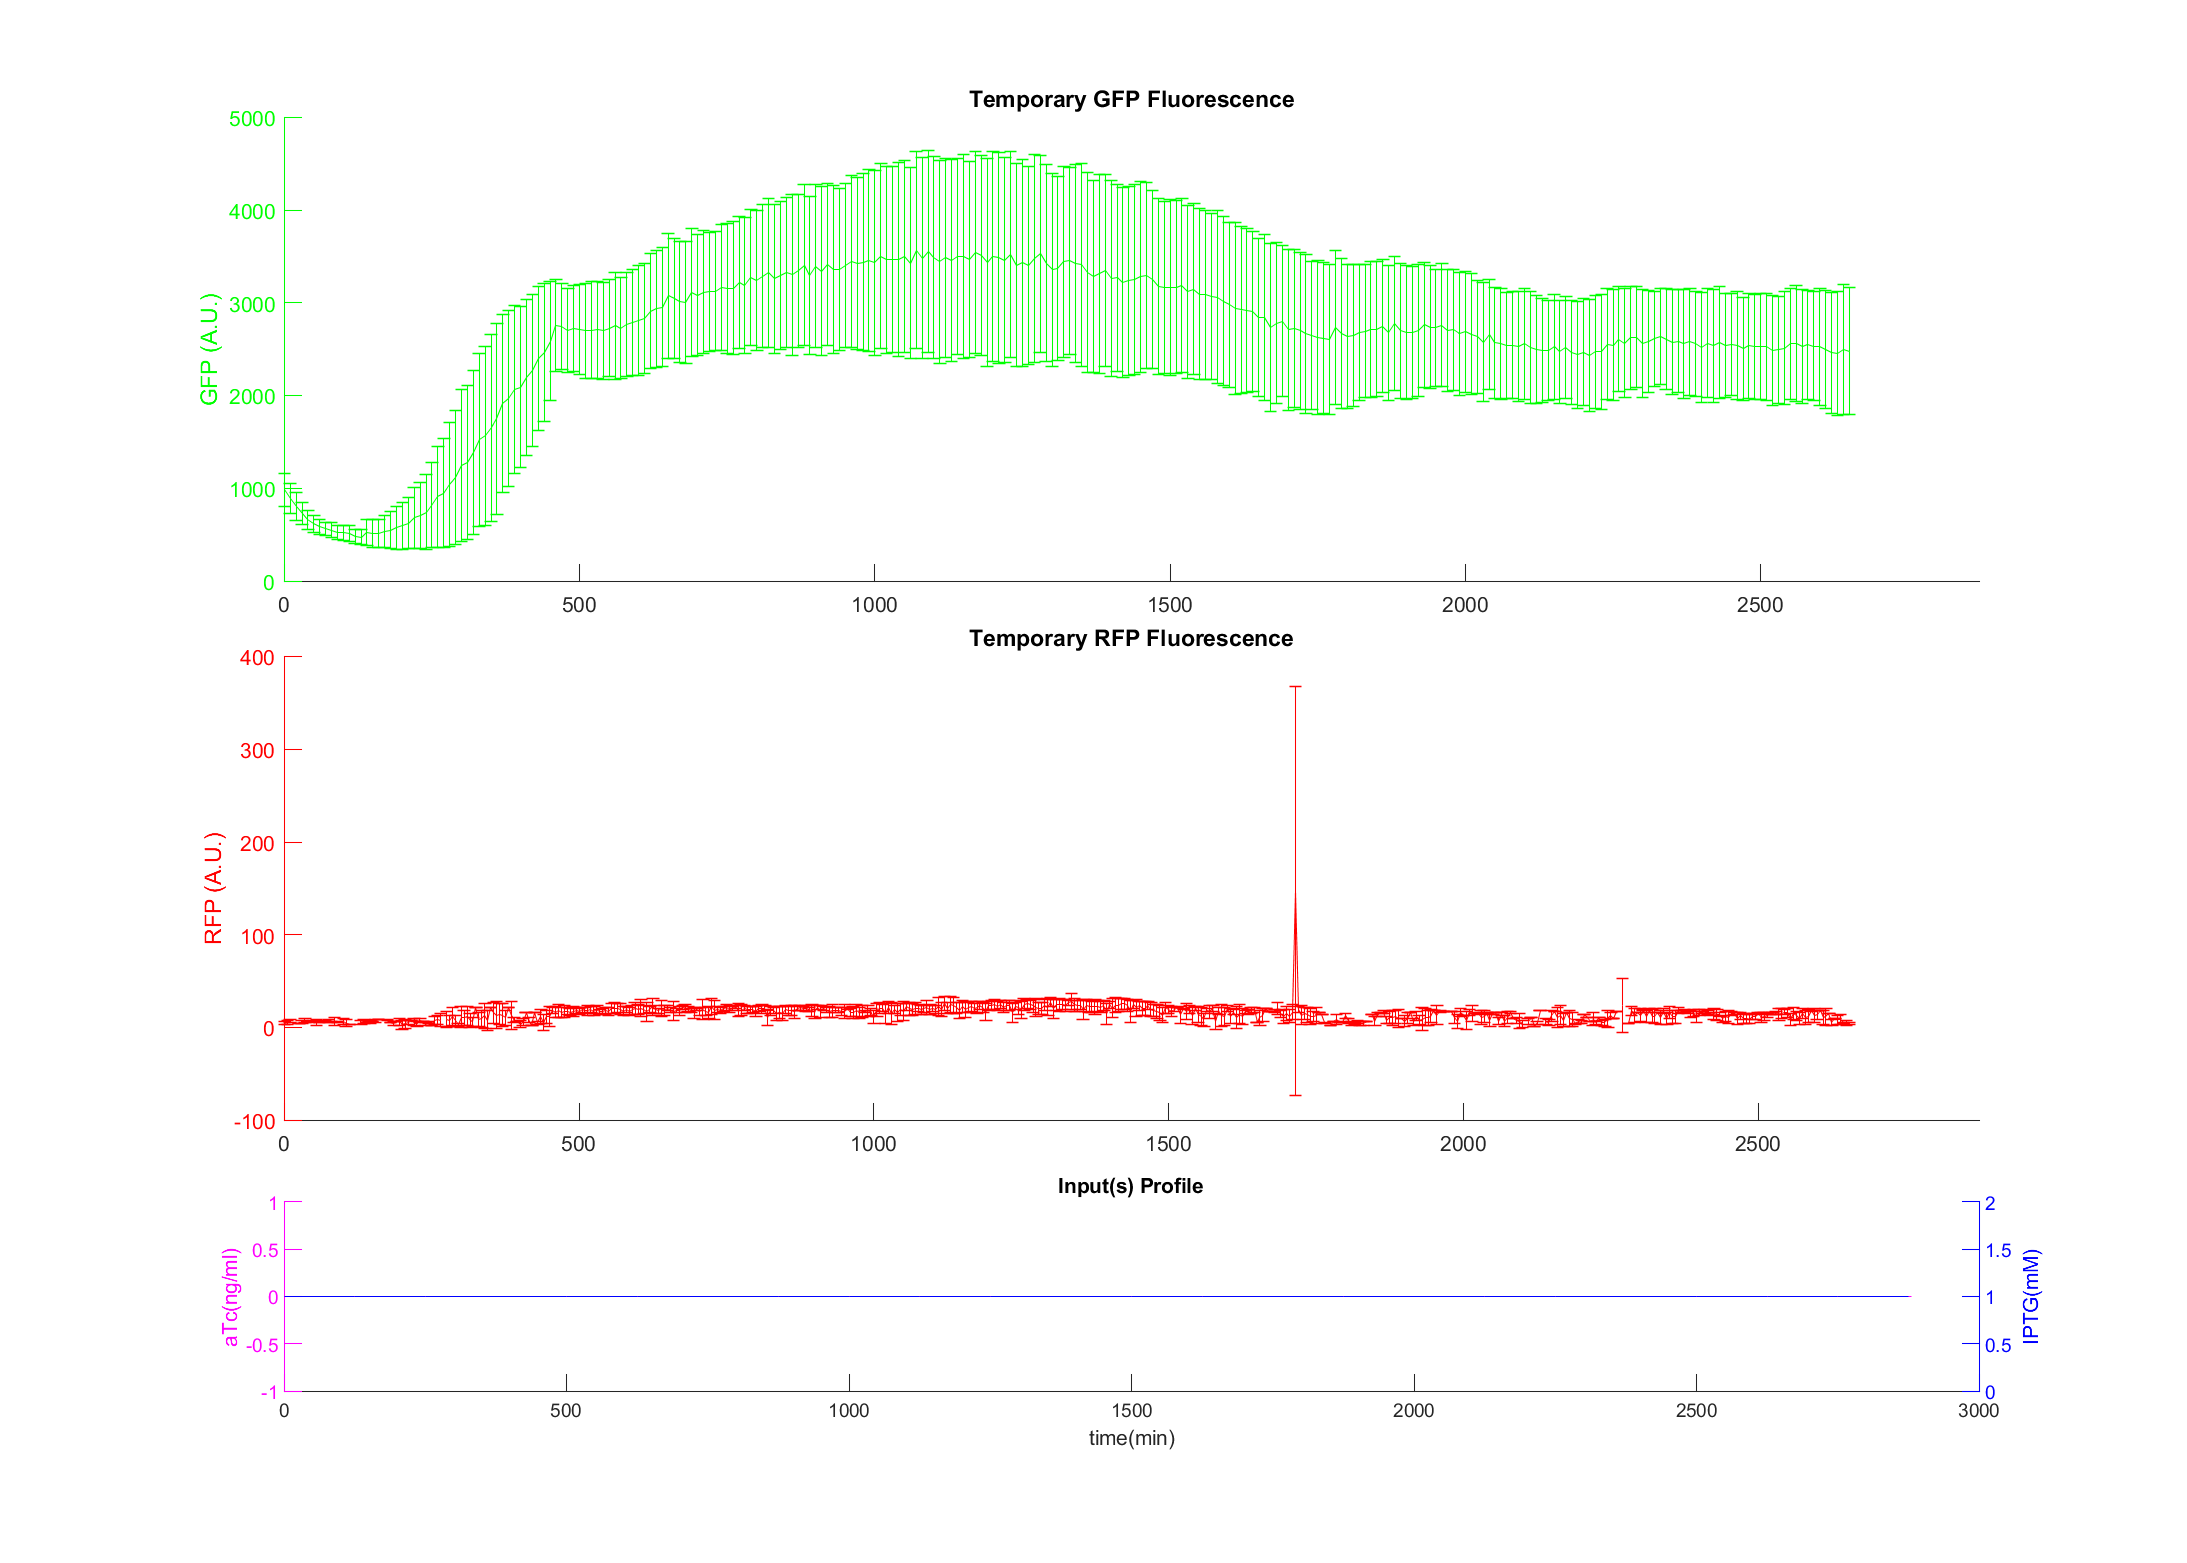 Temporary GFP Fluorescence
5000
4000
3000
2000
1000
0
GFP (A.U.)
0 500 1000 1500 2000 2500
Temporary RFP Fluorescence
400
300
200
100
0
-100
RFP (A.U.)
0 500 1000 1500 2000 2500
Input(s) Profile
1
0.5
0
-0.5
-1
aTc(ng/ml)
2
1.5
1
0.5
0
IPTG(mM)
0 500 1000 1500 2000 2500 3000
time(min)